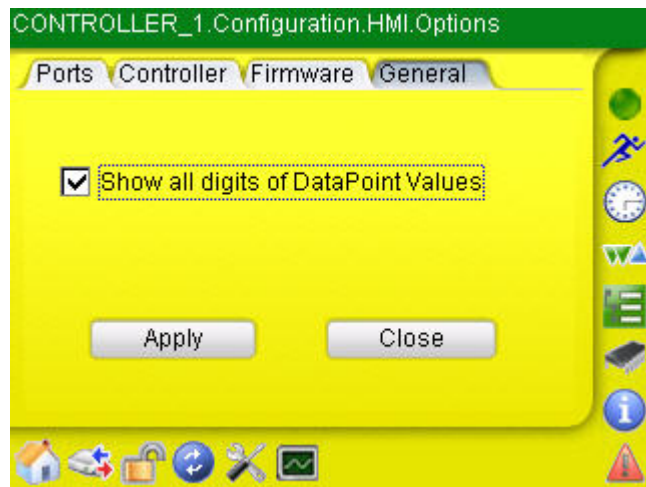 CONTROLLER_1.Configuration.HMI.Options
Ports Controller Firmware General
Show all digits of DataPoint Values
Apply Close